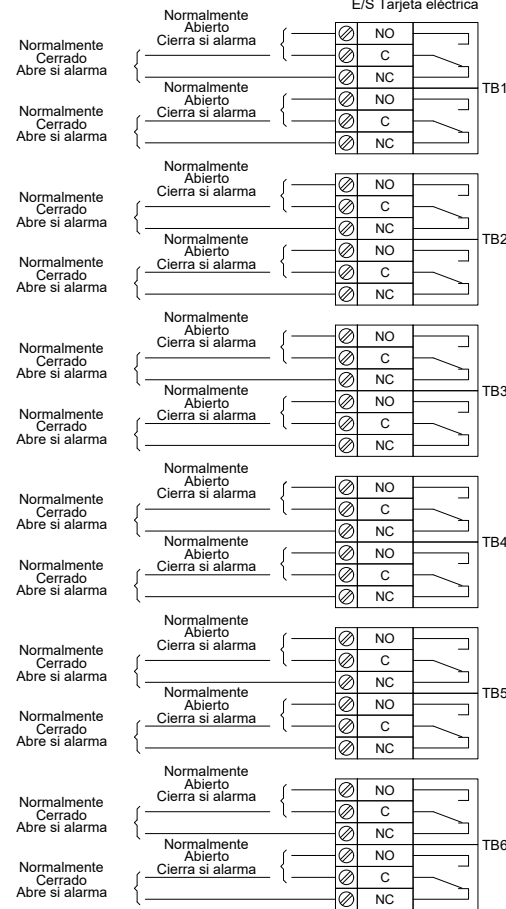 E/S Tarjeta eléctrica
Normalmente
Abierto
Cierra si alarma
Normalmente
Cerrado
Abre si alarma
NO
C
NC
Normalmente
Abierto
Cierra si alarma
Normalmente
Cerrado
Abre si alarma
NO
C
NC
TB1
Normalmente
Abierto
Cierra si alarma
Normalmente
Cerrado
Abre si alarma
NO
C
NC
Normalmente
Abierto
Cierra si alarma
Normalmente
Cerrado
Abre si alarma
NO
C
NC
TB2
Normalmente
Abierto
Cierra si alarma
Normalmente
Cerrado
Abre si alarma
NO
C
NC
Normalmente
Abierto
Cierra si alarma
Normalmente
Cerrado
Abre si alarma
NO
C
NC
TB3
Normalmente
Abierto
Cierra si alarma
Normalmente
Cerrado
Abre si alarma
NO
C
NC
Normalmente
Abierto
Cierra si alarma
Normalmente
Cerrado
Abre si alarma
NO
C
NC
TB4
Normalmente
Abierto
Cierra si alarma
Normalmente
Cerrado
Abre si alarma
NO
C
NC
Normalmente
Abierto
Cierra si alarma
Normalmente
Cerrado
Abre si alarma
NO
C
NC
TB5
Normalmente
Abierto
Cierra si alarma
Normalmente
Cerrado
Abre si alarma
NO
C
NC
Normalmente
Abierto
Cierra si alarma
Normalmente
Cerrado
Abre si alarma
NO
C
NC
TB6